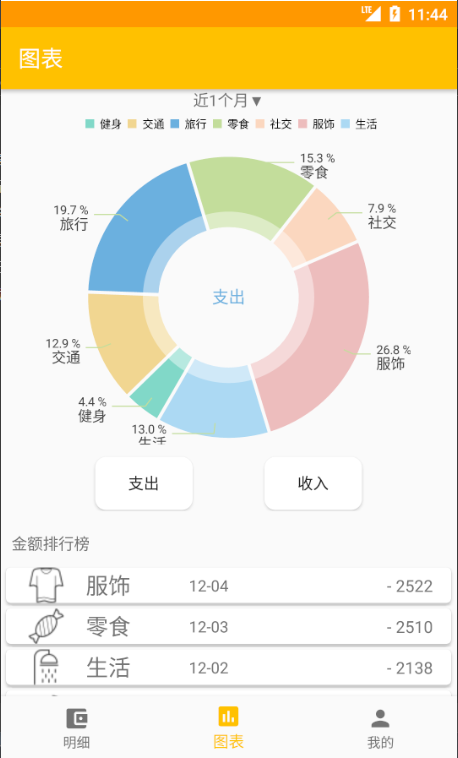 LTE 11:44
图表
近1个月▼
健身 交通 旅行 零食 社交 服饰 生活
15.3 %
零食
7.9 %
社交
19.7 %
旅行
支出
26.8 %
服饰
12.9 %
交通
4.4 %
健身
13.0 %
生活
支出 收入
金额排行榜
服饰 12-04 - 2522
零食 12-03 - 2510
生活 12-02 - 2138
明细 图表 我的